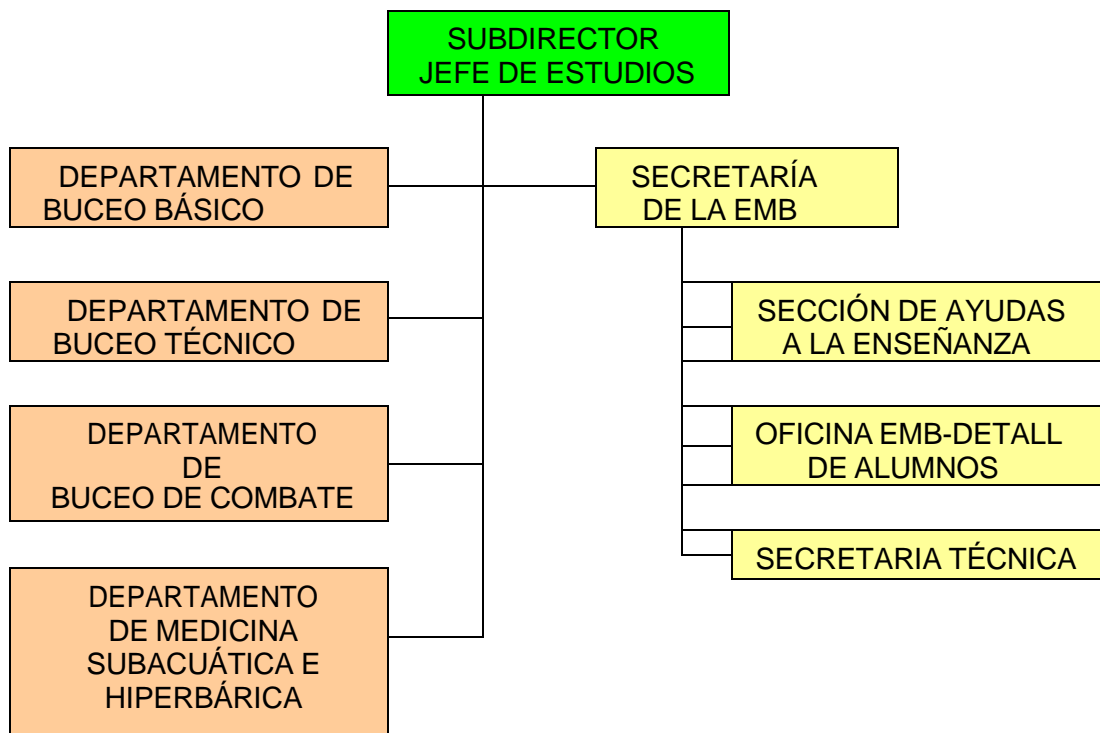 SUBDIRECTOR
JEFE DE ESTUDIOS
DEPARTAMENTO DE
BUCEO BÁSICO
SECRETARÍA
DE LA EMB
DEPARTAMENTO DE
BUCEO TÉCNICO
SECCIÓN DE AYUDAS
A LA ENSEÑANZA
DEPARTAMENTO
DE
BUCEO DE COMBATE
OFICINA EMB-DETALL
DE ALUMNOS
SECRETARIA TÉCNICA
DEPARTAMENTO
DE MEDICINA
SUBACUÁTICA E
HIPERBÁRICA